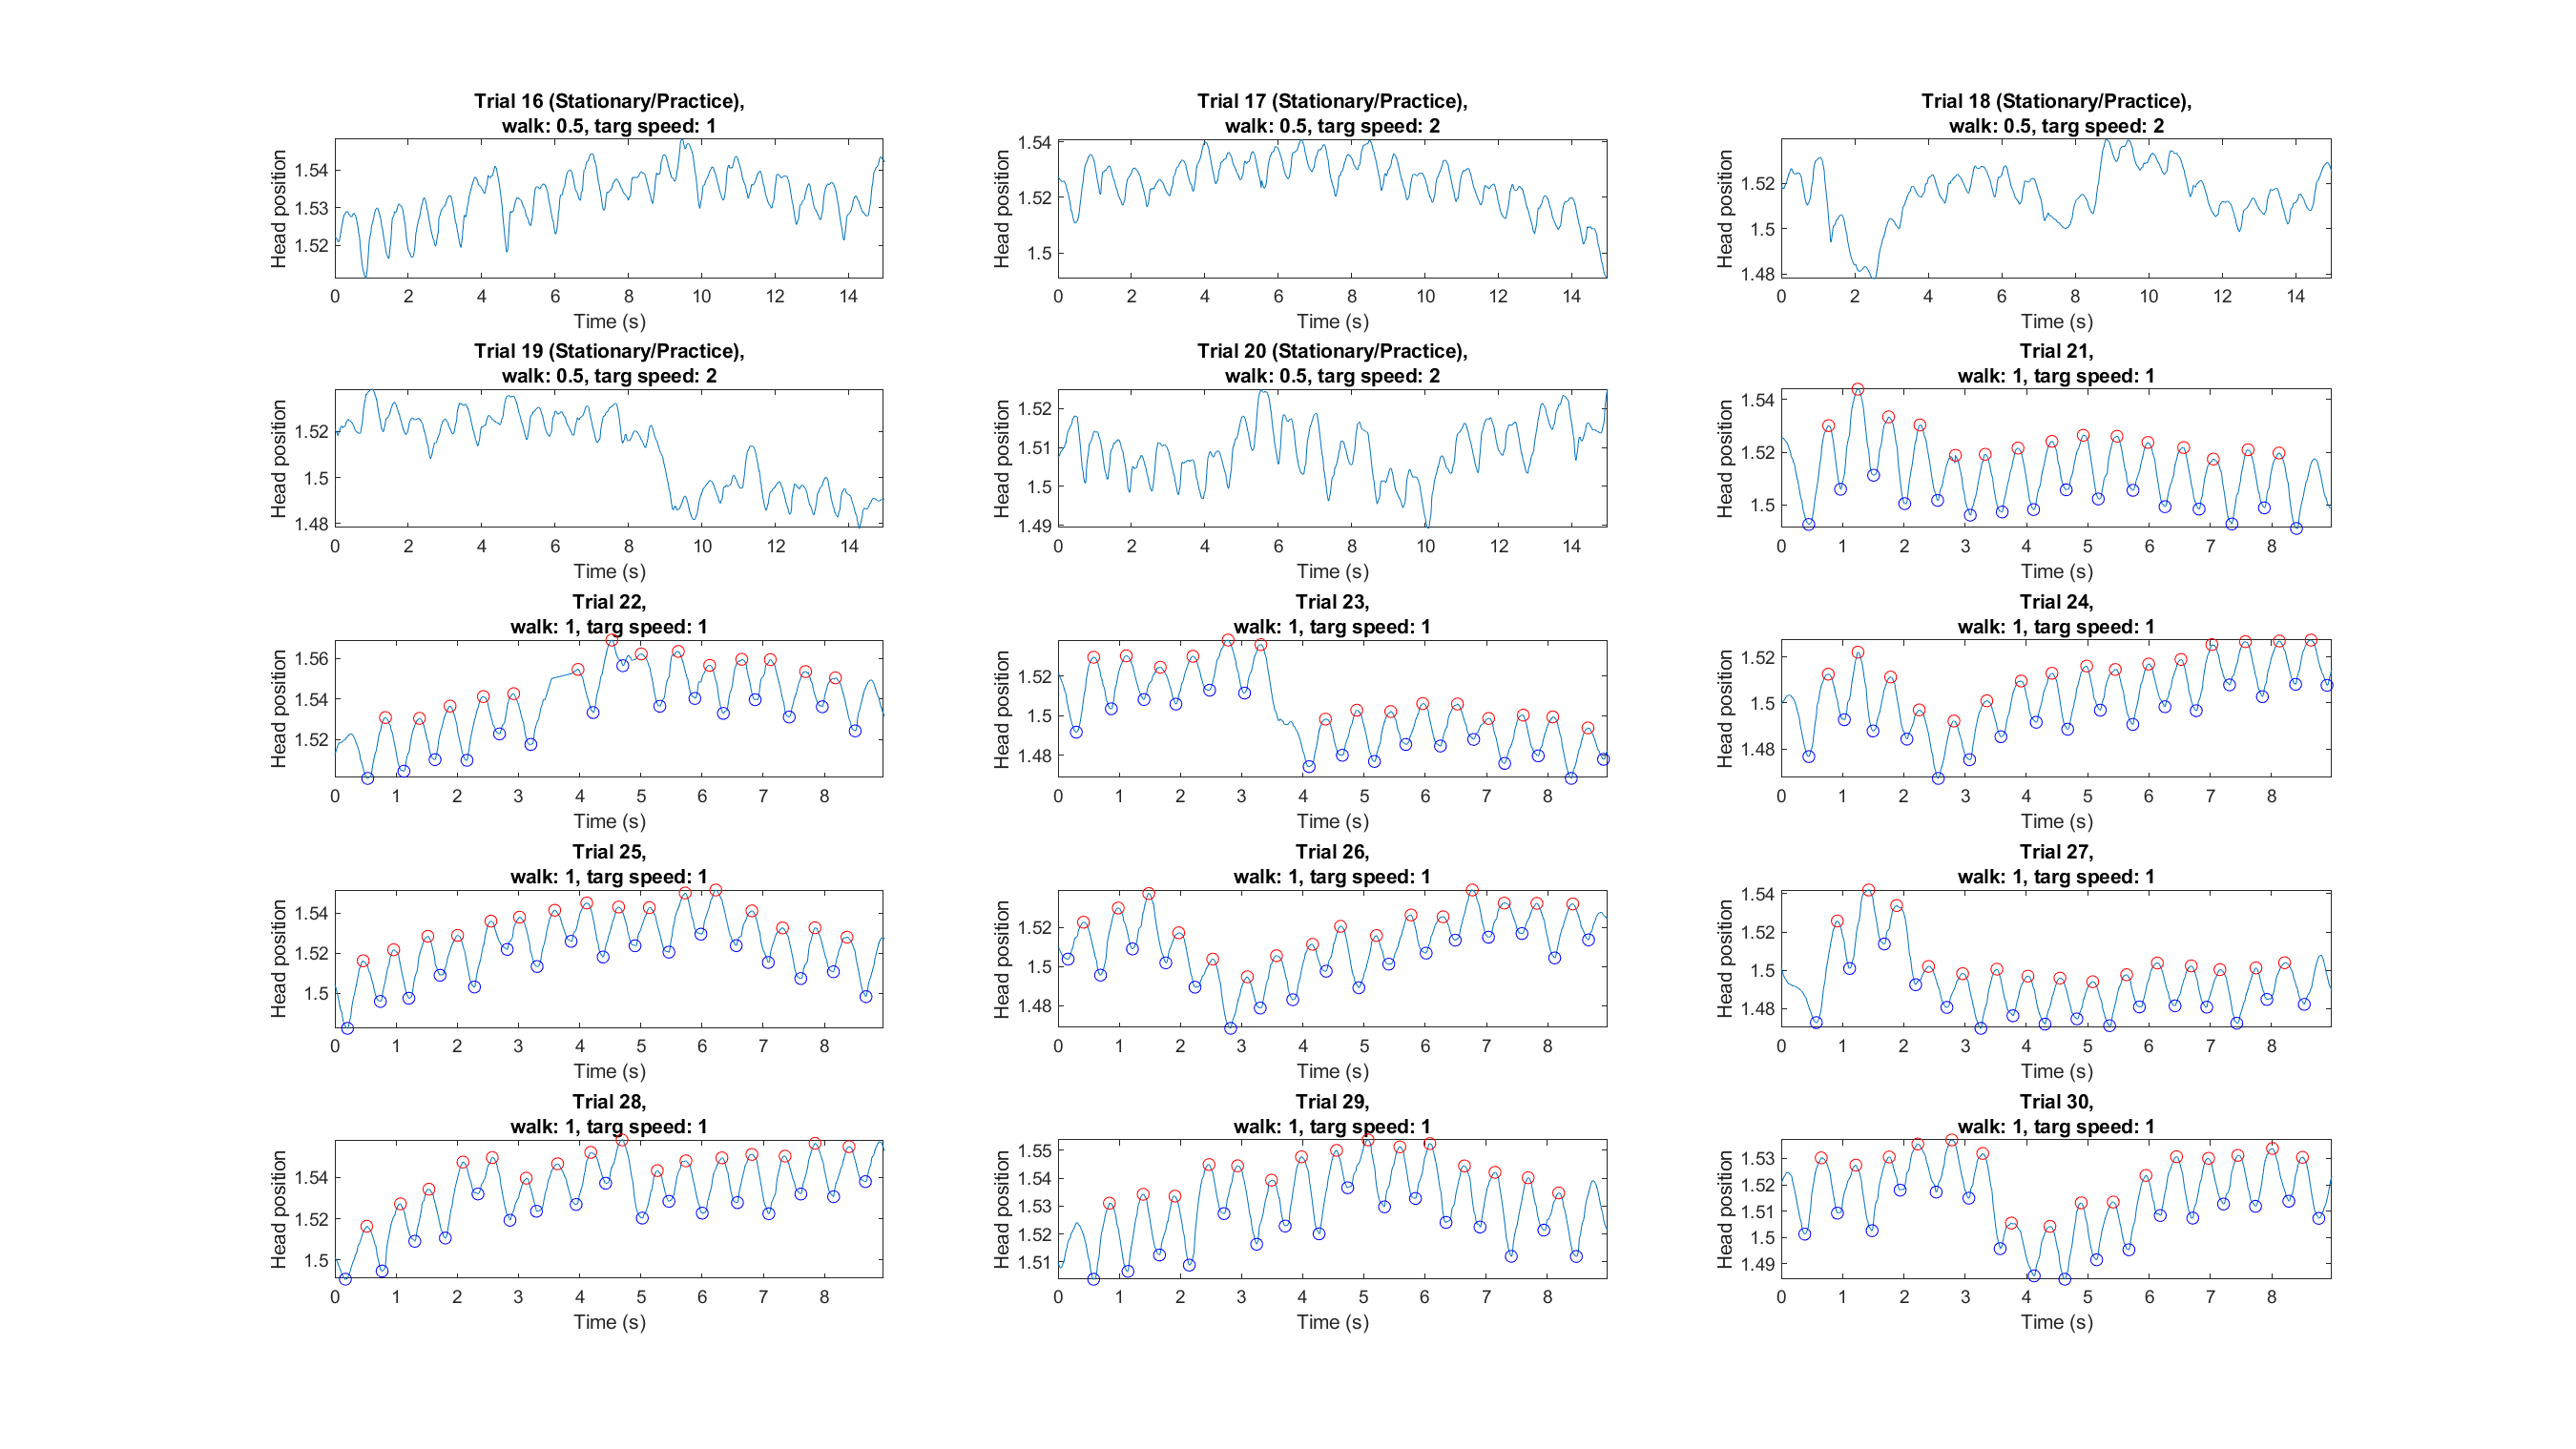 Trial 16 (Stationary/Practice),
walk: 0.5, targ speed: 1
Head position
1.54
1.53
1.52
0 2 4 6 8 10 12 14
Time (s)
Trial 17 (Stationary/Practice),
walk: 0.5, targ speed: 2
Head position
1.54
1.52
1.5
0 2 4 6 8 10 12 14
Time (s)
Trial 18 (Stationary/Practice),
walk: 0.5, targ speed: 2
Head position
1.52
1.5
1.48
0 2 4 6 8 10 12 14
Time (s)
Trial 19 (Stationary/Practice),
walk: 0.5, targ speed: 2
Head position
1.52
1.5
1.48
0 2 4 6 8 10 12 14
Time (s)
Trial 20 (Stationary/Practice),
walk: 0.5, targ speed: 2
Head position
1.52
1.51
1.5
1.49
0 2 4 6 8 10 12 14
Time (s)
Trial 21,
walk: 1, targ speed: 1
Head position
1.54
1.52
1.5
0 1 2 3 4 5 6 7 8
Time (s)
Trial 22,
walk: 1, targ speed: 1
Head position
1.56
1.54
1.52
0 1 2 3 4 5 6 7 8
Time (s)
Trial 23,
walk: 1, targ speed: 1
Head position
1.52
1.5
1.48
0 1 2 3 4 5 6 7 8
Time (s)
Trial 24,
walk: 1, targ speed: 1
Head position
1.52
1.5
1.48
0 1 2 3 4 5 6 7 8
Time (s)
Trial 25,
walk: 1, targ speed: 1
Head position
1.54
1.52
1.5
0 1 2 3 4 5 6 7 8
Time (s)
Trial 26,
walk: 1, targ speed: 1
Head position
1.52
1.5
1.48
0 1 2 3 4 5 6 7 8
Time (s)
Trial 27,
walk: 1, targ speed: 1
Head position
1.54
1.52
1.5
1.48
0 1 2 3 4 5 6 7 8
Time (s)
Trial 28,
walk: 1, targ speed: 1
Head position
1.54
1.52
1.5
0 1 2 3 4 5 6 7 8
Time (s)
Trial 29,
walk: 1, targ speed: 1
Head position
1.55
1.54
1.53
1.52
1.51
0 1 2 3 4 5 6 7 8
Time (s)
Trial 30,
walk: 1, targ speed: 1
Head position
1.53
1.52
1.51
1.5
1.49
0 1 2 3 4 5 6 7 8
Time (s)